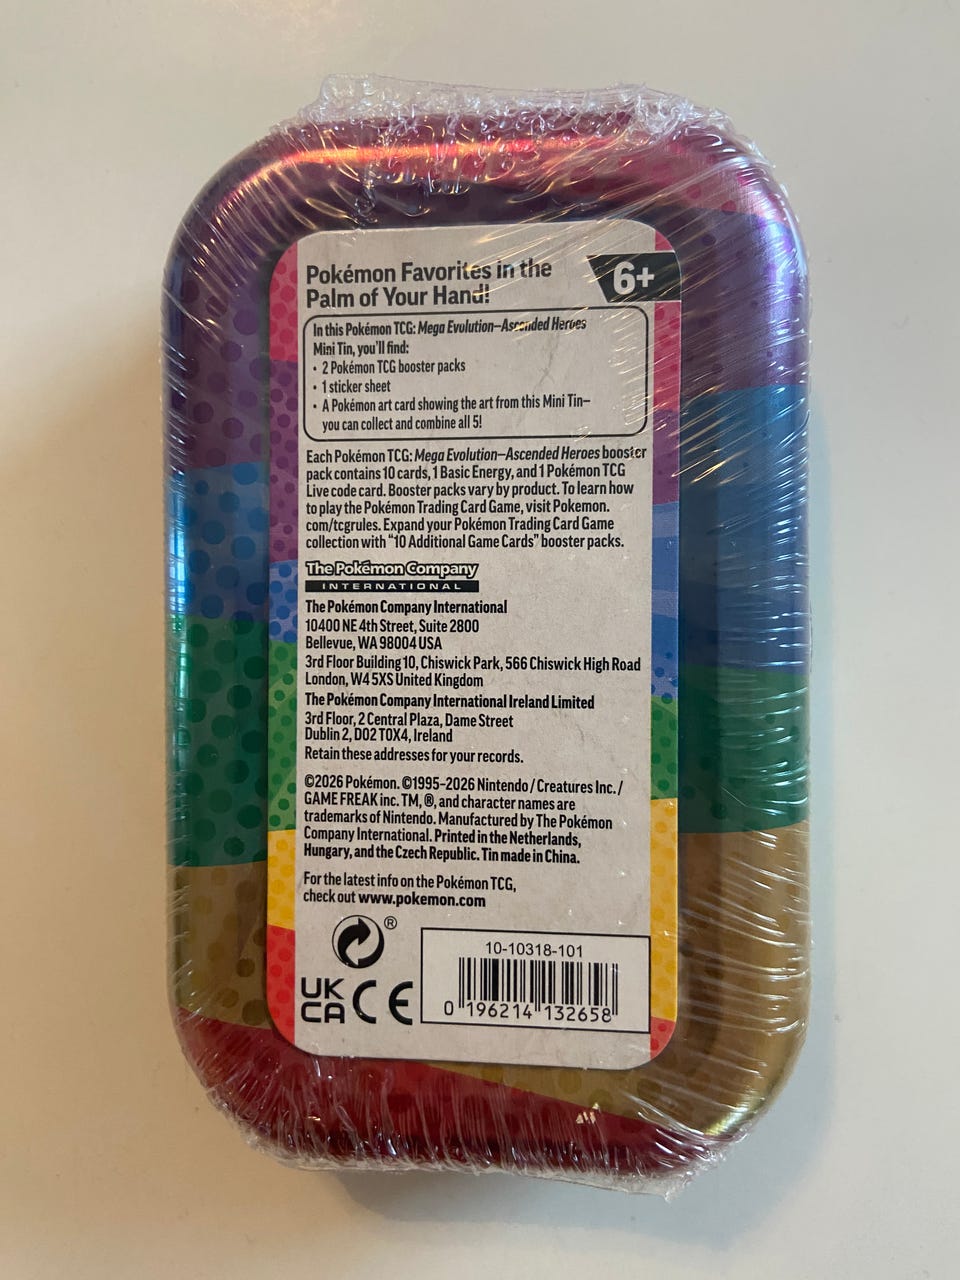 Pokémon Favorites in the
Palm of Your Hand!
6+
In this Pokémon TCG: Mega Evolution—Ascended Heroes
Mini Tin, you'll find:
• 2 Pokémon TCG booster packs
• 1 sticker sheet
• A Pokémon art card showing the art from this Mini Tin—
you can collect and combine all 5!
Each Pokémon TCG: Mega Evolution—Ascended Heroes booster
pack contains 10 cards, 1 Basic Energy, and 1 Pokémon TCG
Live code card. Booster packs vary by product. To learn how
to play the Pokémon Trading Card Game, visit Pokemon.
com/tcgrules. Expand your Pokémon Trading Card Game
collection with "10 Additional Game Cards" booster packs.
The Pokémon Company
INTERNATIONAL
The Pokémon Company International
10400 NE 4th Street, Suite 2800
Bellevue, WA 98004 USA
3rd Floor Building 10, Chiswick Park, 566 Chiswick High Road
London, W4 5XS United Kingdom
The Pokémon Company International Ireland Limited
3rd Floor, 2 Central Plaza, Dame Street
Dublin 2, D02 T0X4, Ireland
Retain these addresses for your records.
©2026 Pokémon. ©1995–2026 Nintendo / Creatures Inc. /
GAME FREAK inc. TM, ®, and character names are
trademarks of Nintendo. Manufactured by The Pokémon
Company International. Printed in the Netherlands,
Hungary, and the Czech Republic. Tin made in China.
For the latest info on the Pokémon TCG,
check out www.pokemon.com
®
UK
CA CE
10-10318-101
0 196214 132658